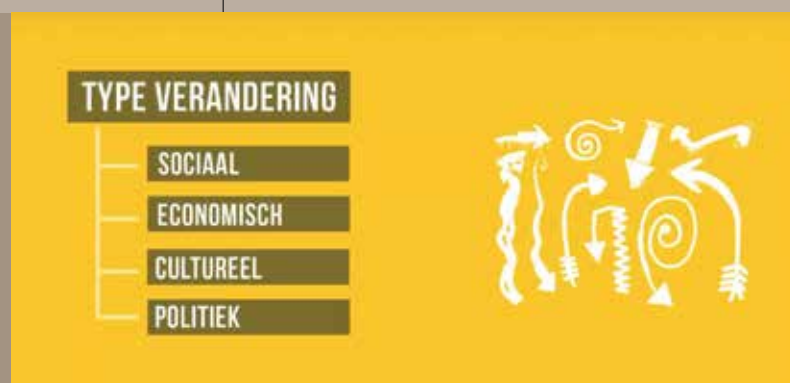 TYPE VERANDERING
SOCIAAL
ECONOMISCH
CULTUREEL
POLITIEK